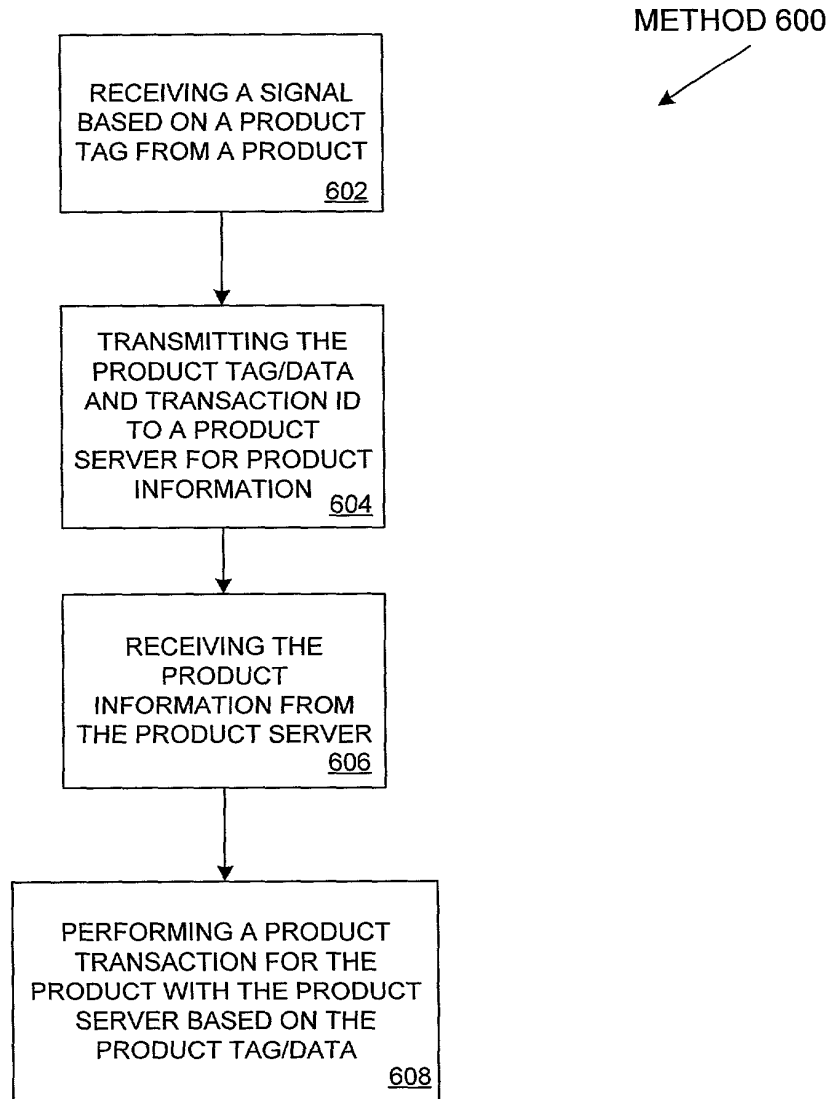 METHOD 600
RECEIVING A SIGNAL
BASED ON A PRODUCT
TAG FROM A PRODUCT
602
TRANSMITTING THE
PRODUCT TAG/DATA
AND TRANSACTION ID
TO A PRODUCT
SERVER FOR PRODUCT
INFORMATION
604
RECEIVING THE
PRODUCT
INFORMATION FROM
THE PRODUCT SERVER
606
PERFORMING A PRODUCT
TRANSACTION FOR THE
PRODUCT WITH THE PRODUCT
SERVER BASED ON THE
PRODUCT TAG/DATA
608